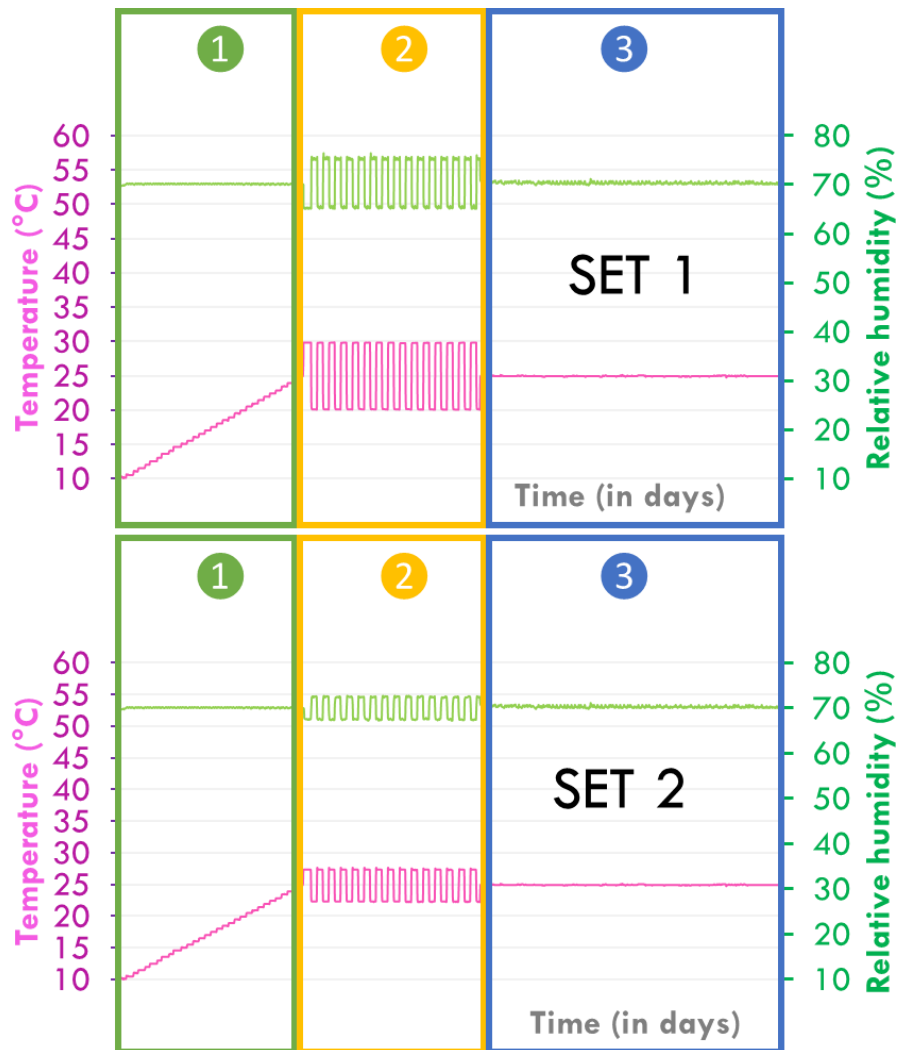 1 2 3
60 80
55 70
50 60
45 50
40 SET 1
35 40
30 30
25 20
20 10
15
10
Temperature (°C)
Relative humidity (%)
Time (in days)
1 2 3
60 80
55 70
50 60
45 50
40 SET 2
35 40
30 30
25 20
20 10
15
10
Temperature (°C)
Relative humidity (%)
Time (in days)